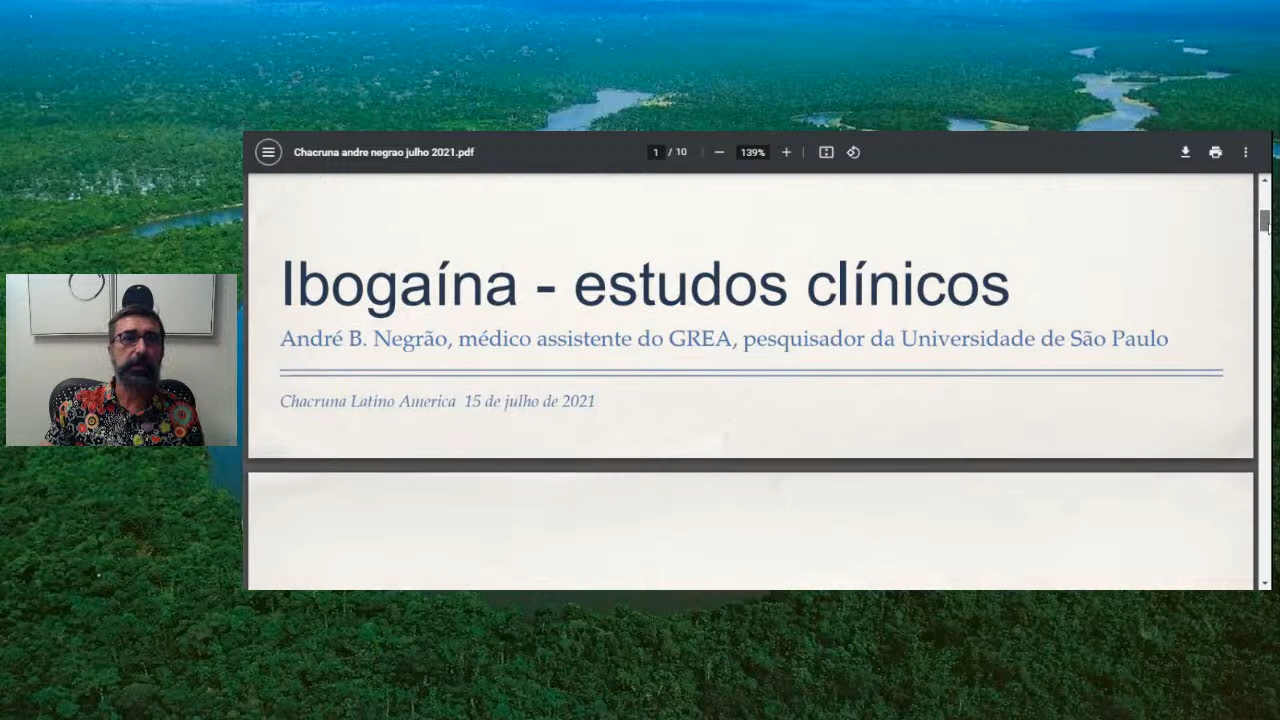 Chacruna andre negrao julho 2021.pdf
1 / 10
139%
Ibogaína - estudos clínicos
André B. Negrão, médico assistente do GREA, pesquisador da Universidade de São Paulo
Chacruna Latino America 15 de julho de 2021